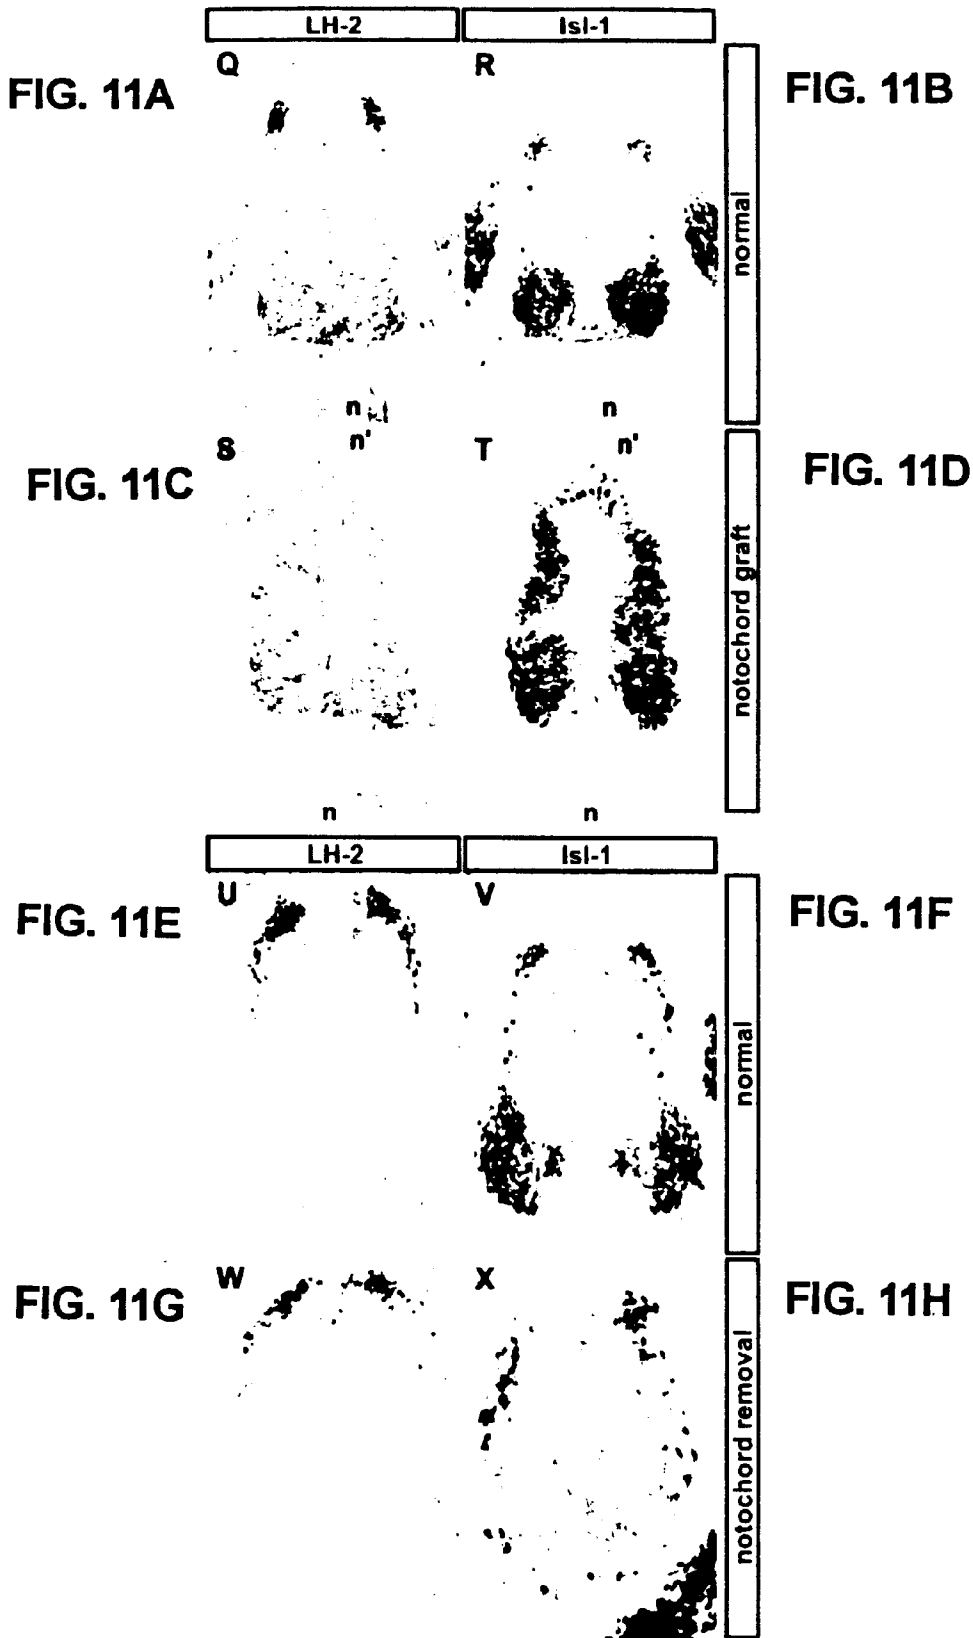 LH-2 Isl-1
Q R
FIG. 11A FIG. 11B
normal
n n
S n' T n'
FIG. 11C FIG. 11D
notochord graft
n n
LH-2 Isl-1
U V
FIG. 11E FIG. 11F
normal
W X
FIG. 11G FIG. 11H
notochord removal